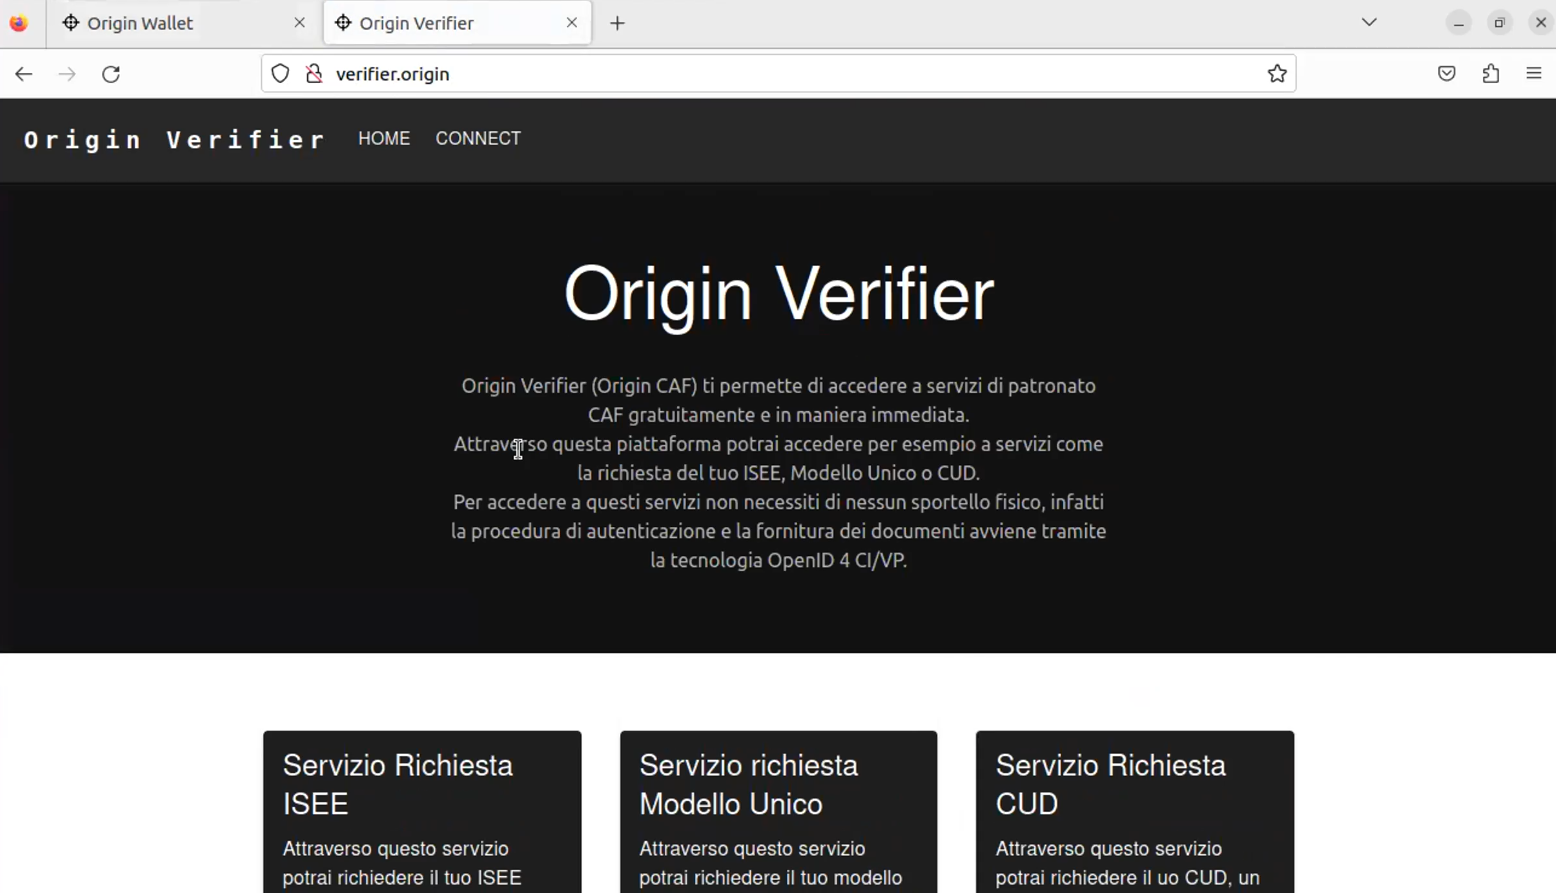 Origin Wallet
Origin Verifier
verifier.origin
Origin Verifier HOME CONNECT
Origin Verifier
Origin Verifier (Origin CAF) ti permette di accedere a servizi di patronato
CAF gratuitamente e in maniera immediata.
Attraverso questa piattaforma potrai accedere per esempio a servizi come
la richiesta del tuo ISEE, Modello Unico o CUD.
Per accedere a questi servizi non necessiti di nessun sportello fisico, infatti
la procedura di autenticazione e la fornitura dei documenti avviene tramite
la tecnologia OpenID 4 CI/VP.
Servizio Richiesta
ISEE
Attraverso questo servizio
potrai richiedere il tuo ISEE
Servizio richiesta
Modello Unico
Attraverso questo servizio
potrai richiedere il tuo modello
Servizio Richiesta
CUD
Attraverso questo servizio
potrai richiedere il uo CUD, un